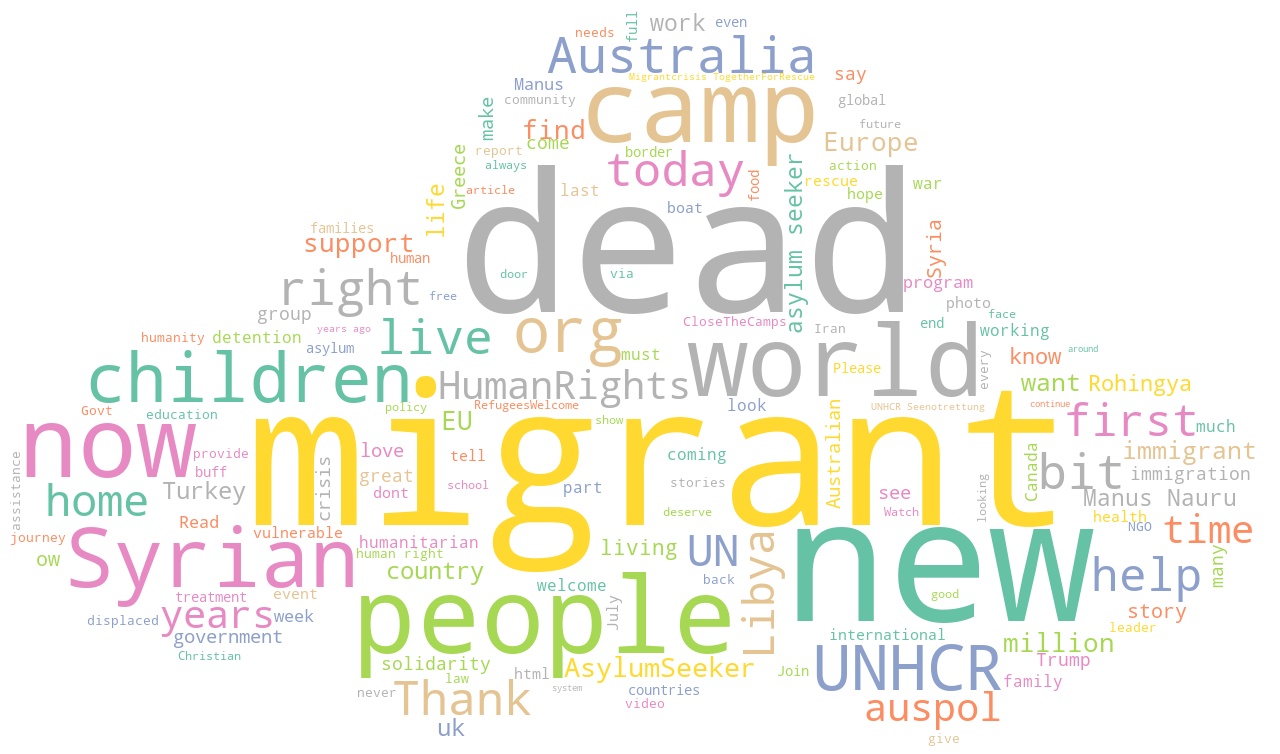 needs
full
work
even
Australia
Migrantcrisis TogetherForRescue
say
Manus
camp
community
global
make
find
come
future
Europe
report
border
today
always
asylum seeker
action
Greece
article
last
food
rescue
war
life
boat
hope
dead
families
support
human
door
via
Syria
program
right
free
photo
group
org
CloseTheCamps
Iran
end
face
working
humanity
detention
years ago
asylum
live
must
world
know
around
children
HumanRights
Please
every
want
Rohingya
Govt
education
policy
EU
RefugeesWelcome
show
look
UNHCR Seenotrettung
continue
first
much
now
migrant
provide
love
tell
coming
Australian
Canada
immigrant
assistance
buff
crisis
great
school
stories
bit
immigration
home
Turkey
dont
part
see
looking
Manus Nauru
journey
Read
vulnerable
deserve
Watch
health
NGO
time
ow
Syrian
humanitarian
human right
living
UN
Libya
new
many
country
welcome
back
good
help
displaced
treatment
event
years
week
people
July
story
leader
government
international
million
Christian
solidarity
law
html
AsylumSeeker
Join
UNHCR
Trump
family
never
Thank
system
countries
video
auspol
uk
give